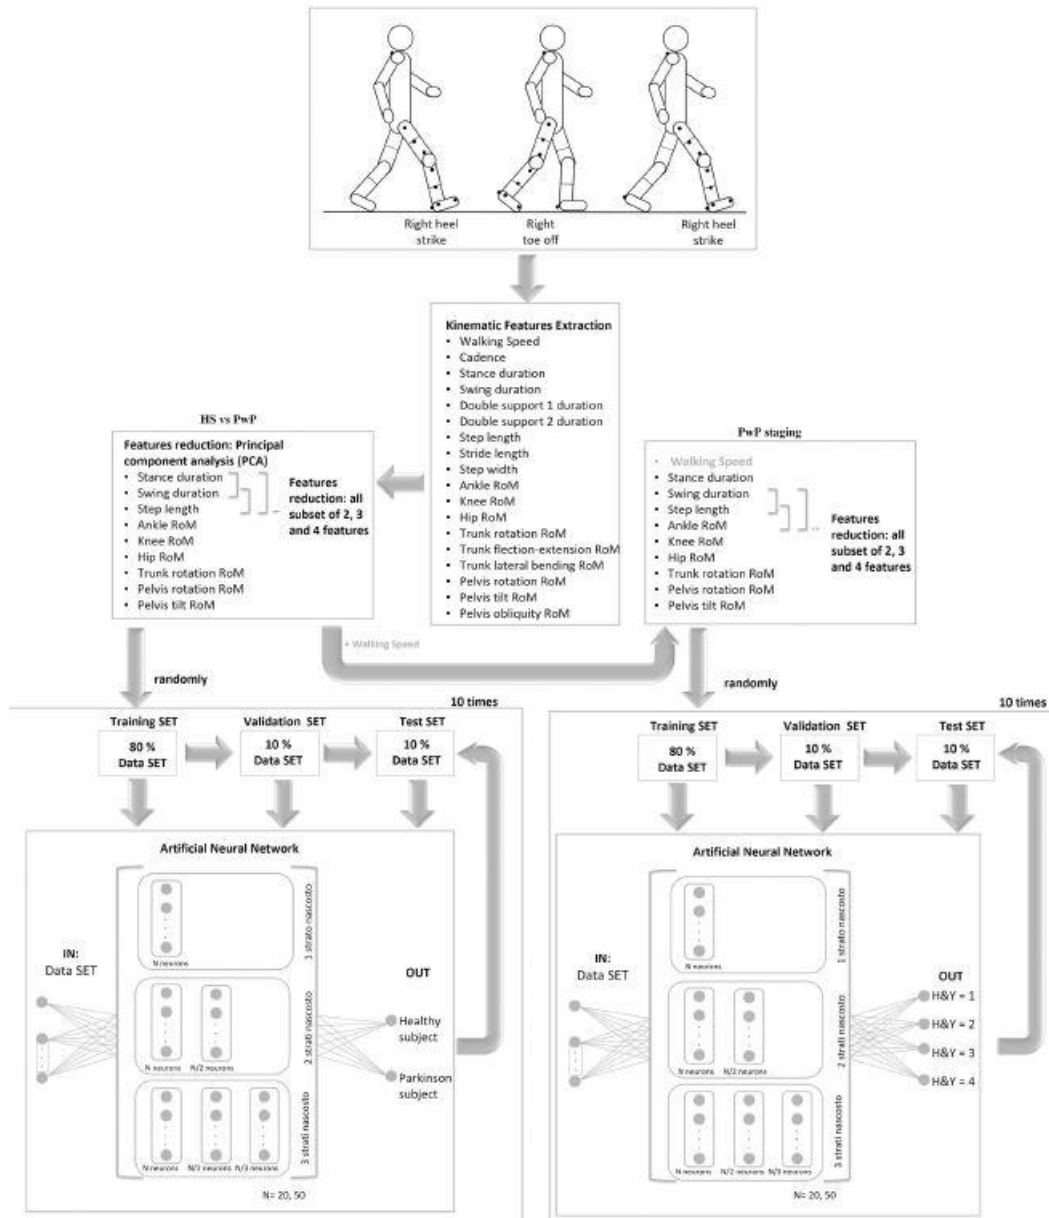 Right heel
strike
Right
toe off
Right heel
strike
Kinematic Features Extraction
• Walking Speed
• Cadence
• Stance duration
• Swing duration
• Double support 1 duration
• Double support 2 duration
• Step length
• Stride length
• Step width
• Ankle RoM
• Knee RoM
• Hip RoM
• Trunk rotation RoM
• Trunk flection-extension RoM
• Trunk lateral bending RoM
• Pelvis rotation RoM
• Pelvis tilt RoM
• Pelvis obliquity RoM
HS vs PwP
Features reduction: Principal
component analysis (PCA)
• Stance duration
• Swing duration
• Step length
• Ankle RoM
• Knee RoM
• Hip RoM
• Trunk rotation RoM
• Pelvis rotation RoM
• Pelvis tilt RoM
...
Features
reduction: all
subset of 2, 3
and 4 features
PwP staging
• Walking Speed
• Stance duration
• Swing duration
• Step length
• Ankle RoM
• Knee RoM
• Hip RoM
• Trunk rotation RoM
• Pelvis rotation RoM
• Pelvis tilt RoM
...
Features
reduction: all
subset of 2, 3
and 4 features
+ Walking Speed
randomly
10 times
Training SET
80 %
Data SET
Validation SET
10 %
Data SET
Test SET
10 %
Data SET
Artificial Neural Network
IN:
Data SET
N neurons
1 strato nascosto
N neurons
N/2 neurons
2 strati nascosto
N neurons
N/2 neurons
N/3 neurons
3 strati nascosto
N= 20, 50
OUT
Healthy
subject
Parkinson
subject
randomly
10 times
Training SET
80 %
Data SET
Validation SET
10 %
Data SET
Test SET
10 %
Data SET
Artificial Neural Network
IN:
Data SET
N neurons
1 strato nascosto
N neurons
N/2 neurons
2 strati nascosto
N neurons
N/2 neurons
N/3 neurons
3 strati nascosto
N= 20, 50
OUT
H&Y = 1
H&Y = 2
H&Y = 3
H&Y = 4